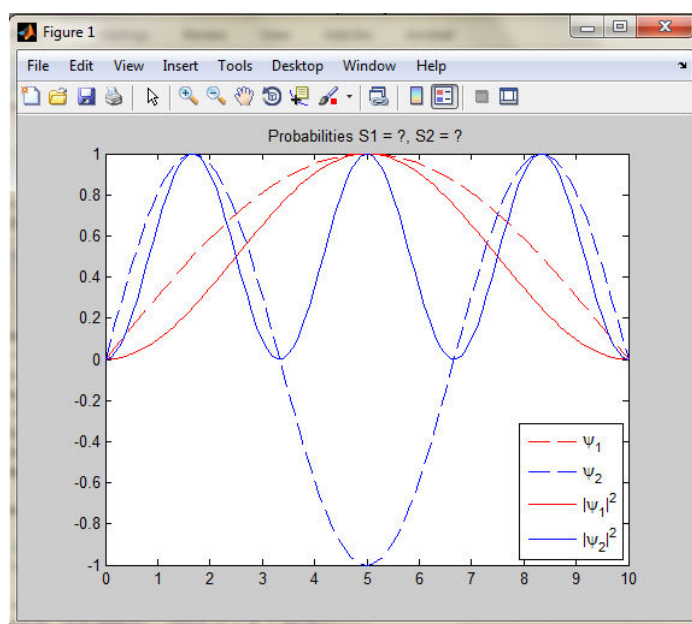 Figure 1
File Edit View Insert Tools Desktop Window Help
Probabilities S1 = ?, S2 = ?
1
0.8
0.6
0.4
0.2
0
-0.2
-0.4
-0.6
-0.8
-1
0 1 2 3 4 5 6 7 8 9 10
ψ1
ψ2
|ψ1|²
|ψ2|²